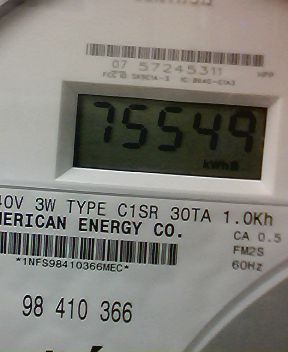 07 57245311
HPP
75549
kWh
40V 3W TYPE C1SR 30TA 1.0Kh
MERICAN ENERGY CO.
CA 0.5
FM2S
60Hz
*1NFS98410366MEC*
98 410 366